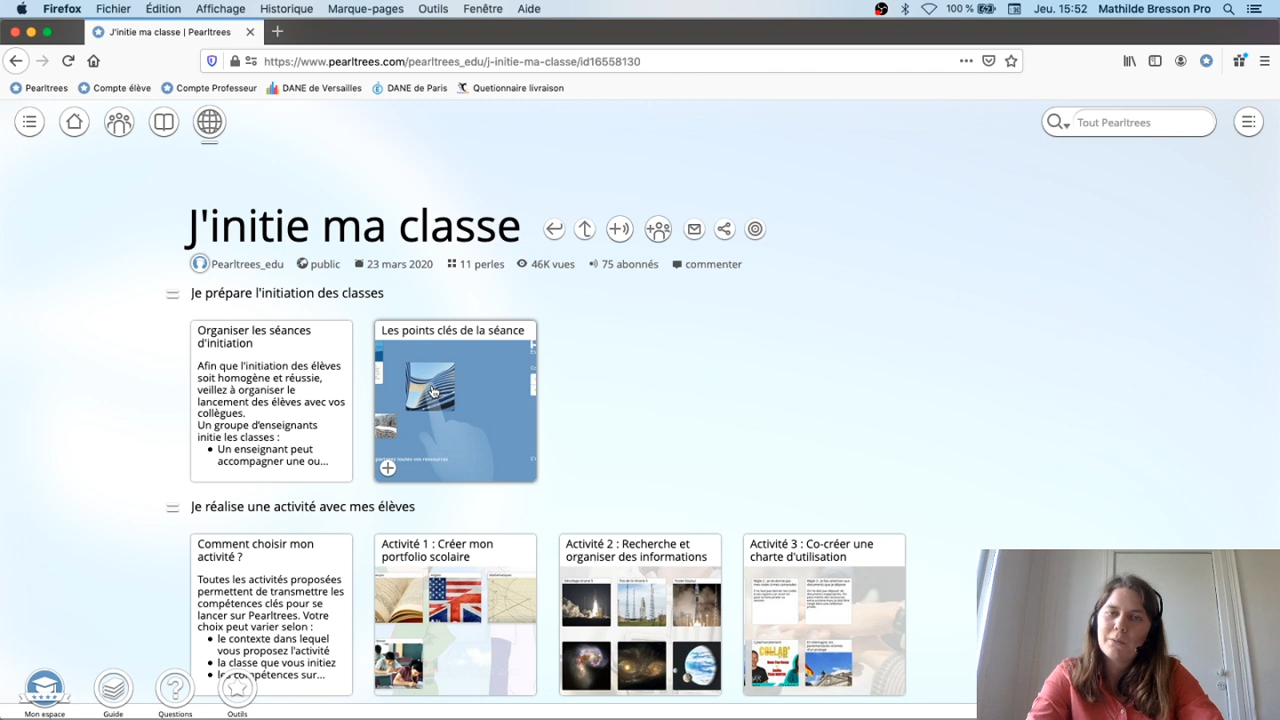 Firefox Fichier Édition Affichage Historique Marque-pages Outils Fenêtre Aide 100 % Jeu. 15:52 Mathilde Bresson Pro
J'initie ma classe | Pearltrees
https://www.pearltrees.com/pearltrees_edu/j-initie-ma-classe/id16558130
Pearltrees Compte élève Compte Professeur DANE de Versailles DANE de Paris Quetionnaire livraison
Tout Pearltrees
J'initie ma classe
Pearltrees_edu public 23 mars 2020 11 perles 46K vues 75 abonnés commenter
Je prépare l'initiation des classes
Organiser les séances
d'initiation
Afin que l'initiation des élèves
soit homogène et réussie,
veillez à organiser le
lancement des élèves avec vos
collègues.
Un groupe d'enseignants
initie les classes :
• Un enseignant peut
accompagner une ou...
Les points clés de la séance
toutes vos ressources
Je réalise une activité avec mes élèves
Comment choisir mon
activité ?
Toutes les activités proposées
permettent de transmettre les
compétences clés pour se
lancer sur Pearltrees. Votre
choix peut varier selon :
• le contexte dans lequel
vous proposez l'activité
• la classe que vous initiez
• les compétences sur...
Activité 1 : Créer mon
portfolio scolaire
Activité 2 : Recherche et
organiser des informations
Activité 3 : Co-créer une
charte d'utilisation
Mon espace Guide Questions Outils